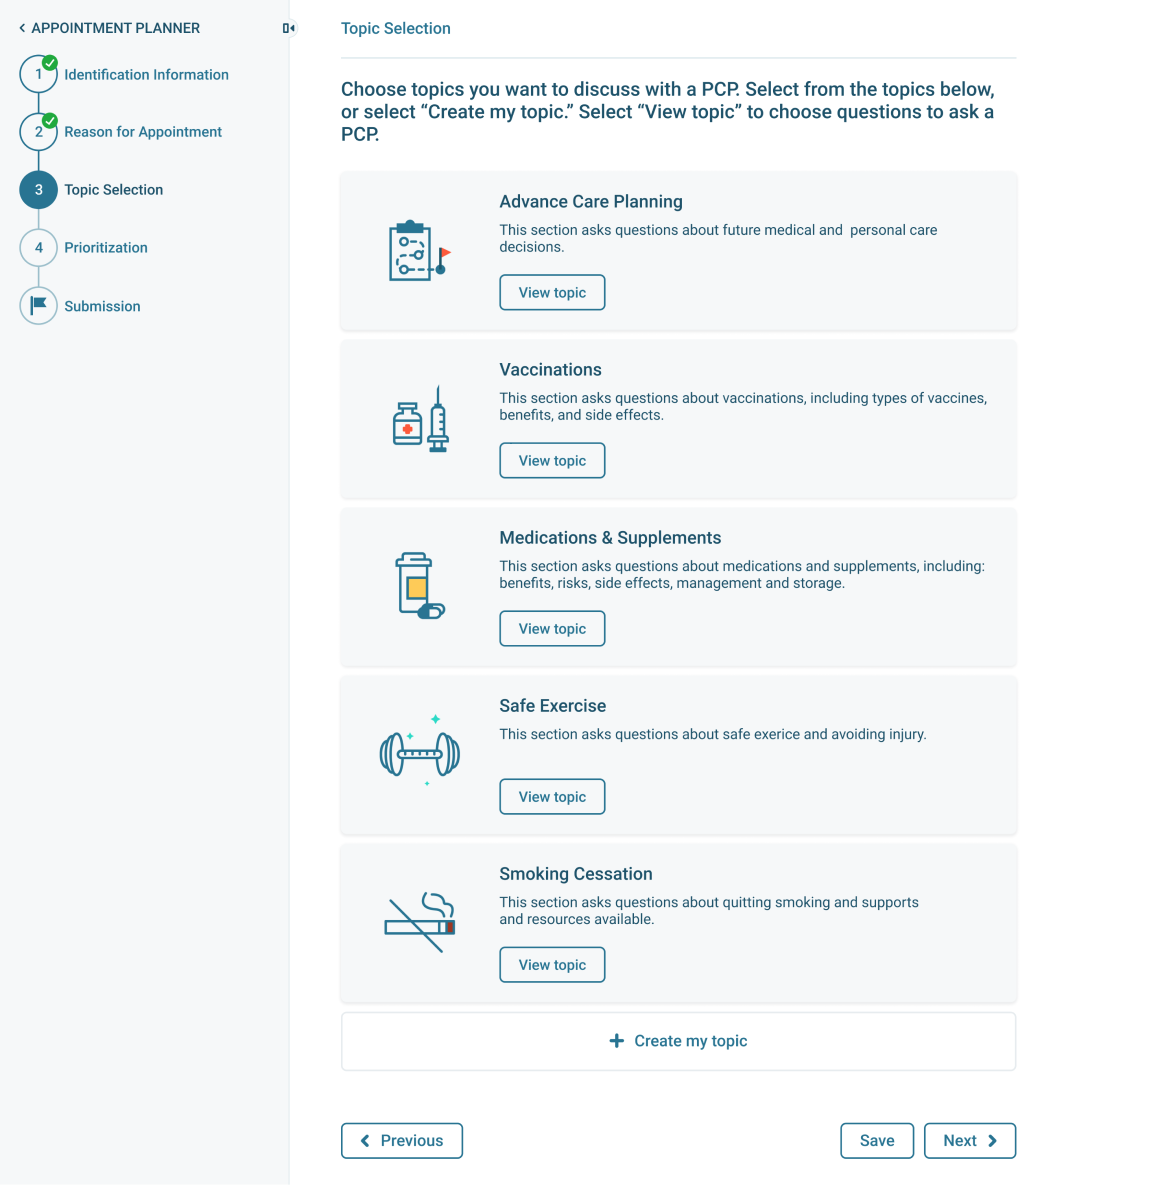 APPOINTMENT PLANNER
1 Identification Information
2 Reason for Appointment
3 Topic Selection
4 Prioritization
Submission
Topic Selection
Choose topics you want to discuss with a PCP. Select from the topics below,
or select “Create my topic.” Select “View topic” to choose questions to ask a
PCP.
Advance Care Planning
This section asks questions about future medical and  personal care
decisions.
View topic
Vaccinations
This section asks questions about vaccinations, including types of vaccines,
benefits, and side effects.
View topic
Medications & Supplements
This section asks questions about medications and supplements, including:
benefits, risks, side effects, management and storage.
View topic
Safe Exercise
This section asks questions about safe exerice and avoiding injury.
View topic
Smoking Cessation
This section asks questions about quitting smoking and supports
and resources available.
View topic
Create my topic
Previous
Save
Next